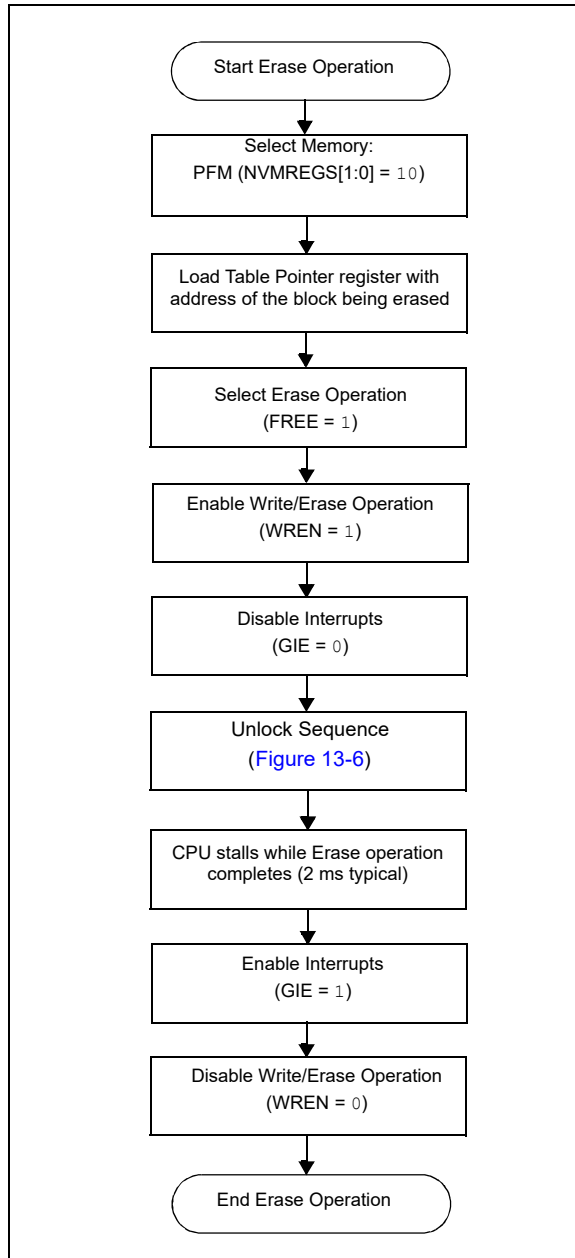 Start Erase Operation
Select Memory:
PFM (NVMREGS[1:0] = 10)
Load Table Pointer register with
address of the block being erased
Select Erase Operation
(FREE = 1)
Enable Write/Erase Operation
(WREN = 1)
Disable Interrupts
(GIE = 0)
Unlock Sequence
(Figure 13-6)
CPU stalls while Erase operation
completes (2 ms typical)
Enable Interrupts
(GIE = 1)
Disable Write/Erase Operation
(WREN = 0)
End Erase Operation